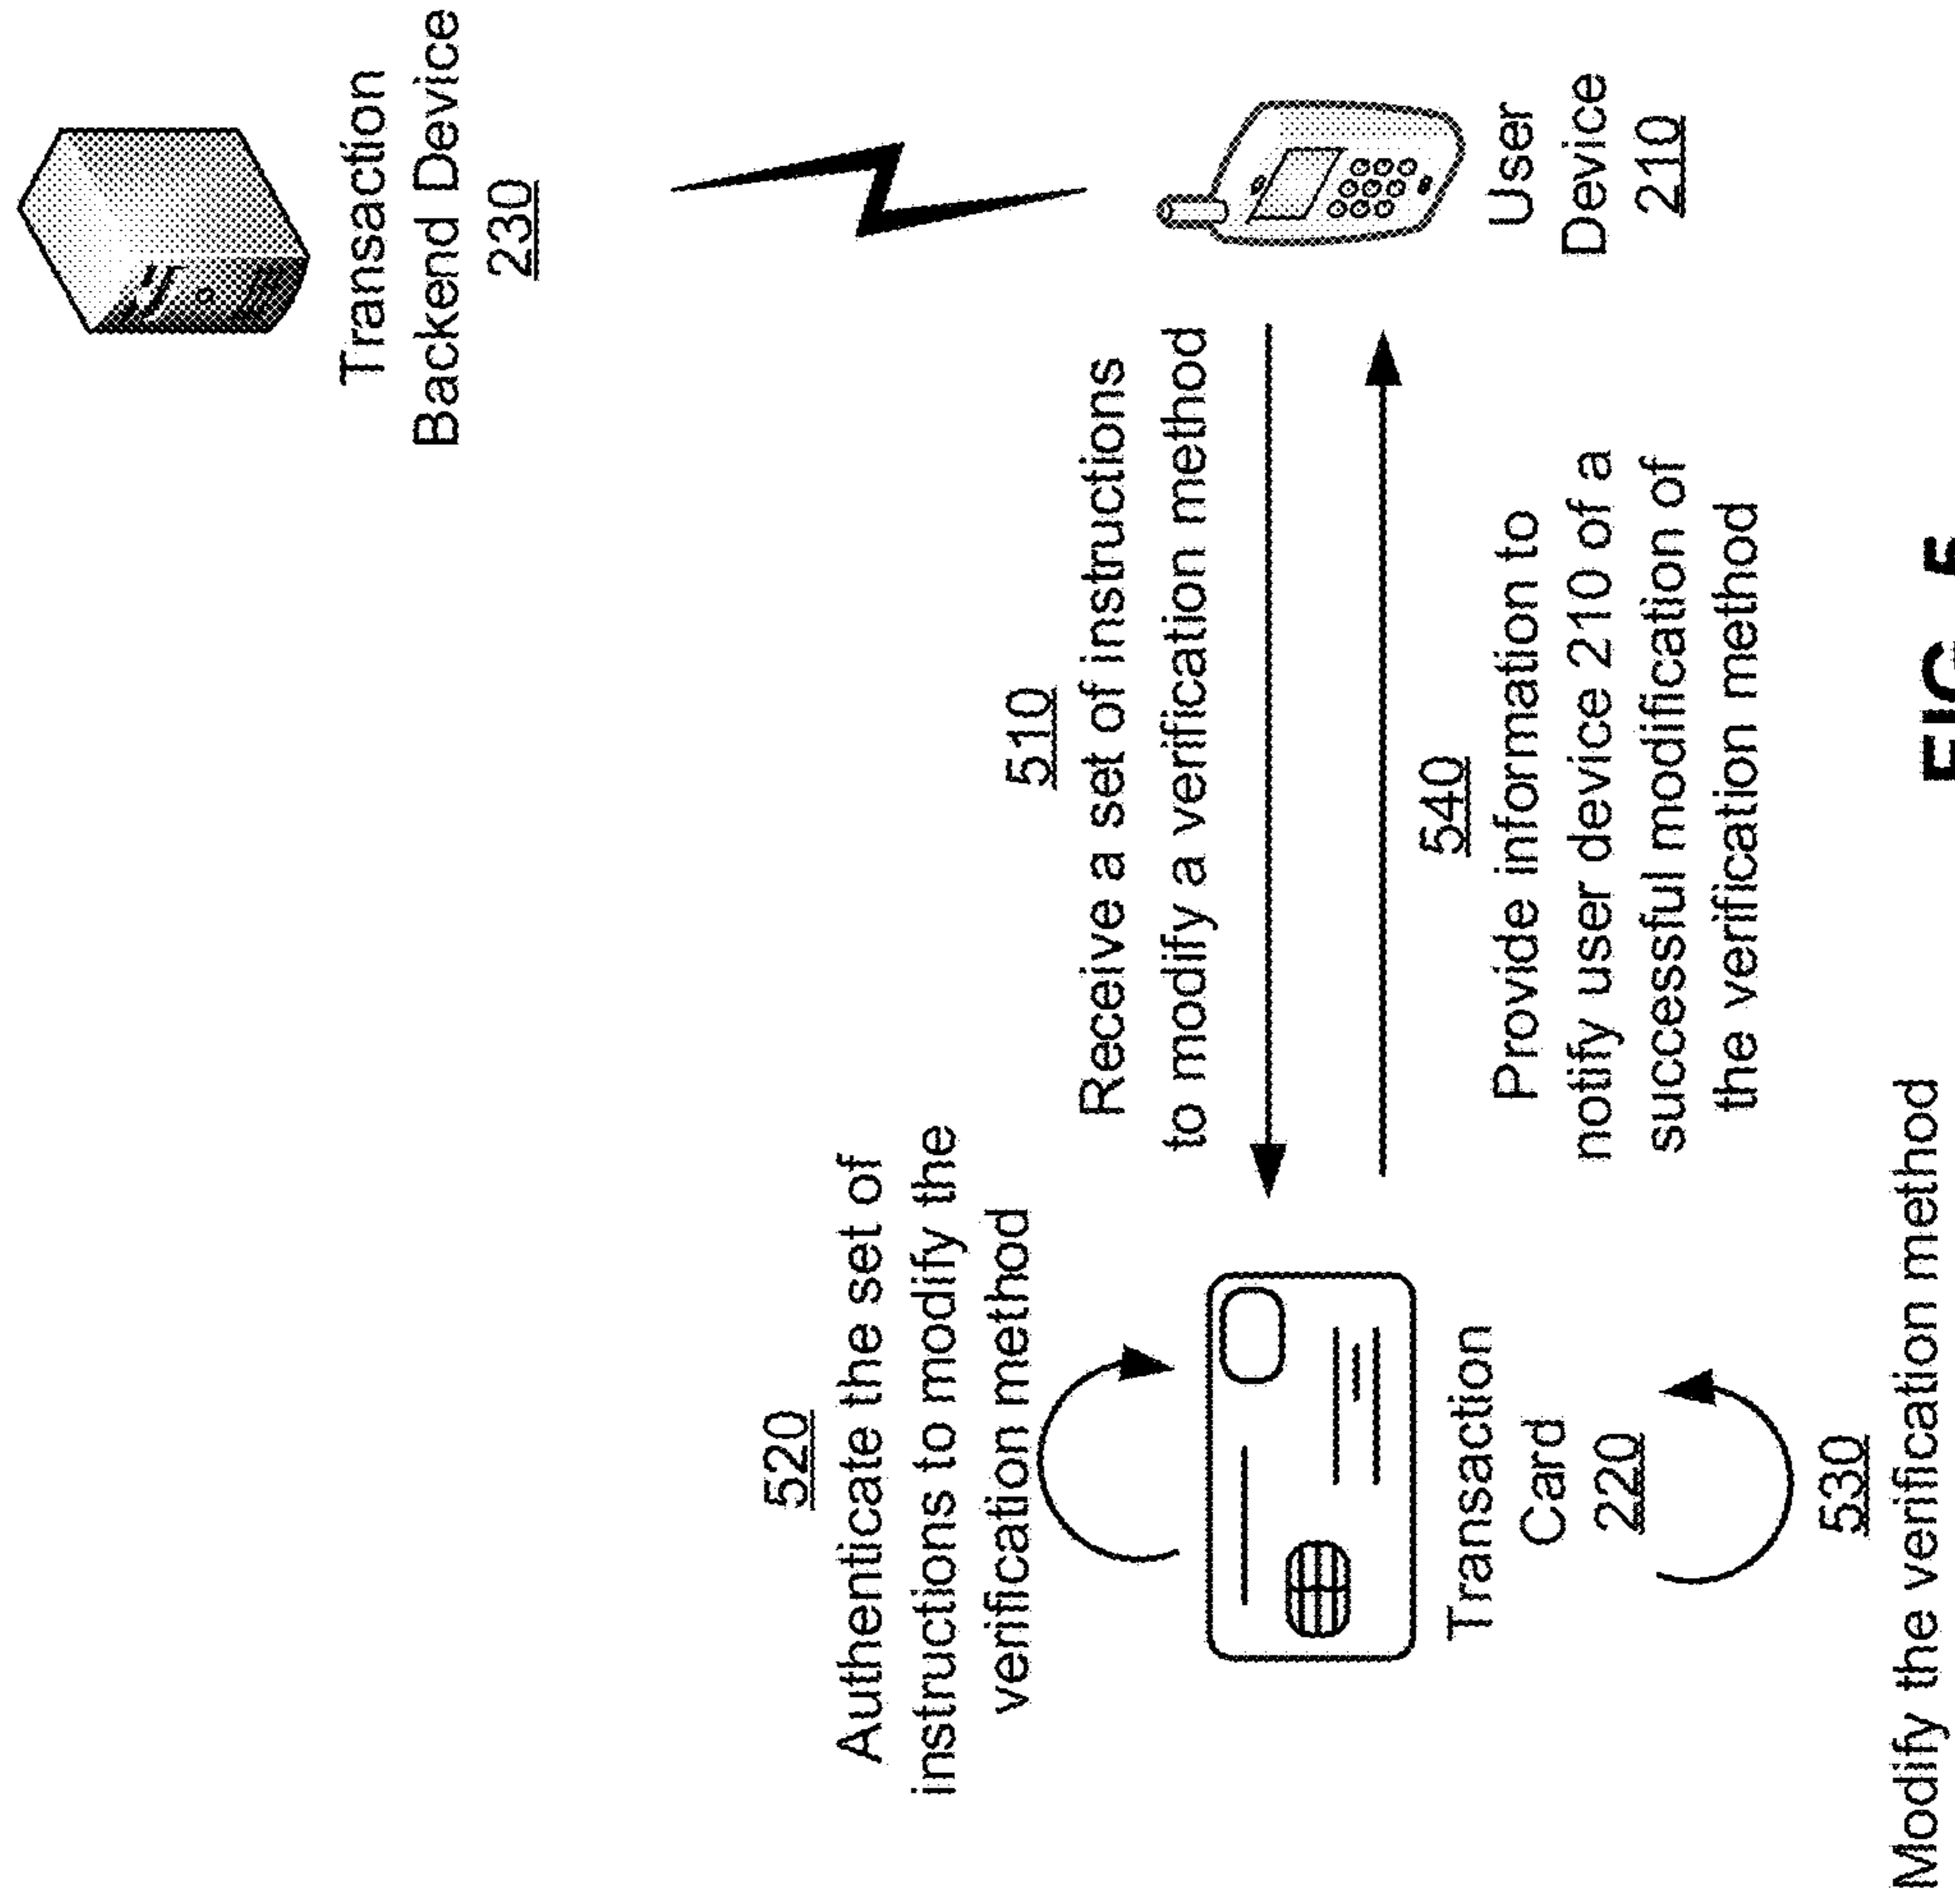 Transaction
Backend Device
230
520
Authenticate the set of
instructions to modify the
verification method
510
Receive a set of instructions
to modify a verification method
Transaction
Card
220
User
Device
210
540
Provide information to
notify user device 210 of a
successful modification of
the verification method
530
Modify the verification method
FIG. 5